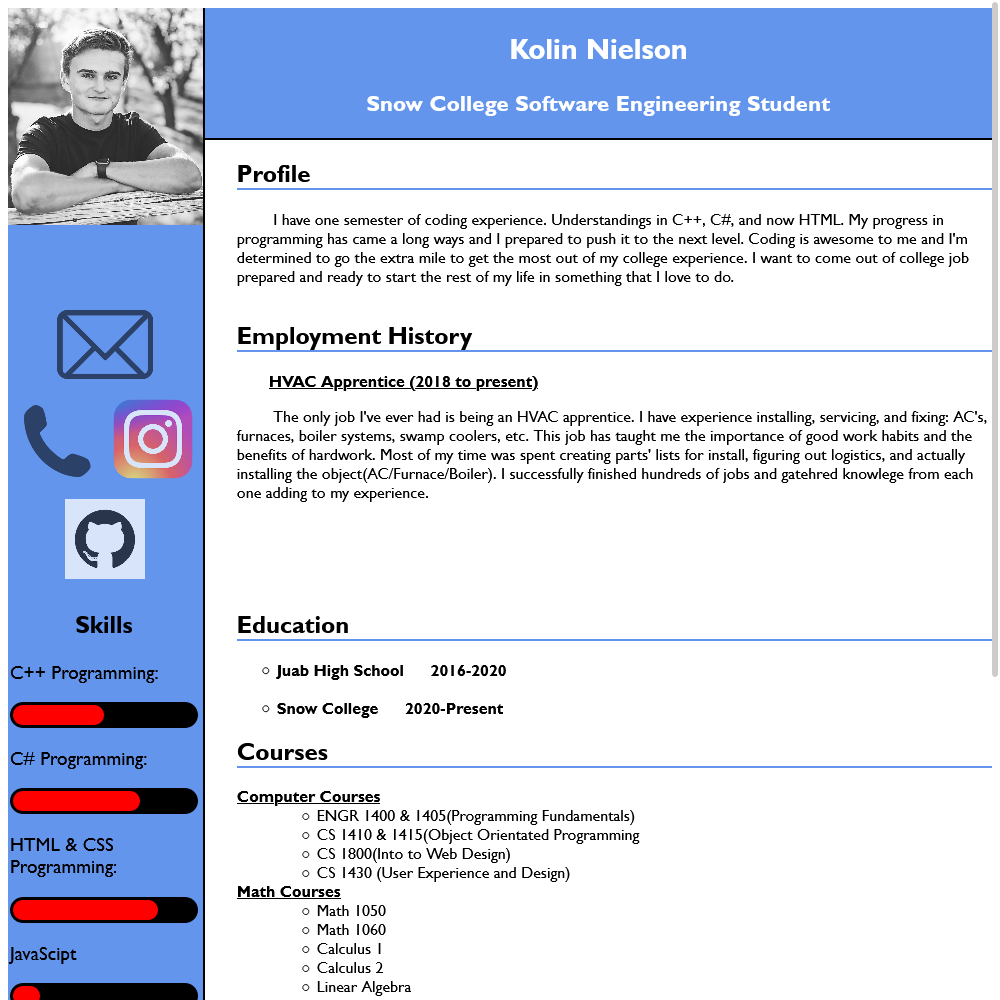 Kolin Nielson
Snow College Software Engineering Student
Profile
I have one semester of coding experience. Understandings in C++, C#, and now HTML. My progress in
programming has came a long ways and I prepared to push it to the next level. Coding is awesome to me and I'm
determined to go the extra mile to get the most out of my college experience. I want to come out of college job
prepared and ready to start the rest of my life in something that I love to do.
Employment History
HVAC Apprentice (2018 to present)
The only job I've ever had is being an HVAC apprentice. I have experience installing, servicing, and fixing: AC's,
furnaces, boiler systems, swamp coolers, etc. This job has taught me the importance of good work habits and the
benefits of hardwork. Most of my time was spent creating parts' lists for install, figuring out logistics, and actually
installing the object(AC/Furnace/Boiler). I successfully finished hundreds of jobs and gatehred knowlege from each
one adding to my experience.
Skills
C++ Programming:
C# Programming:
HTML & CSS
Programming:
JavaScipt
Education
Juab High School 2016-2020
Snow College 2020-Present
Courses
Computer Courses
ENGR 1400 & 1405(Programming Fundamentals)
CS 1410 & 1415(Object Orientated Programming
CS 1800(Into to Web Design)
CS 1430 (User Experience and Design)
Math Courses
Math 1050
Math 1060
Calculus 1
Calculus 2
Linear Algebra